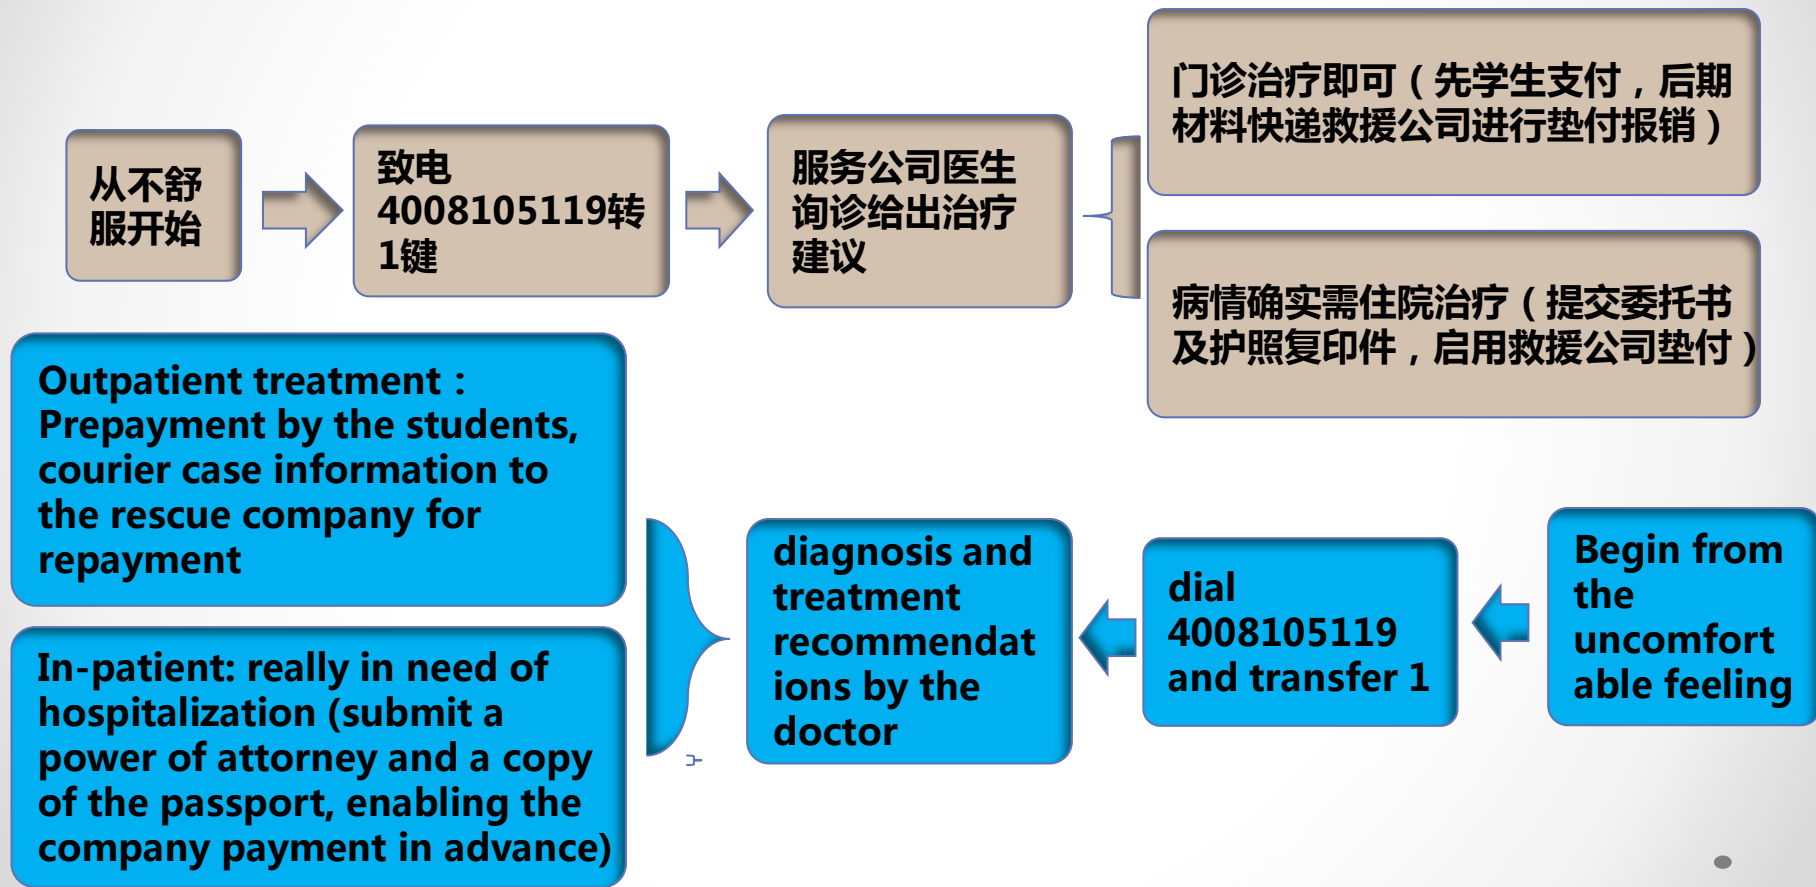 从不舒
服开始
致电
4008105119转
1键
服务公司医生
询诊给出治疗
建议
门诊治疗即可（先学生支付，后期
材料快递救援公司进行垫付报销）
病情确实需住院治疗（提交委托书
及护照复印件，启用救援公司垫付）
Outpatient treatment：
Prepayment by the students,
courier case information to
the rescue company for
repayment
In-patient: really in need of
hospitalization (submit a
power of attorney and a copy
of the passport, enabling the
company payment in advance)
diagnosis and
treatment
recommendat
ions by the
doctor
dial
4008105119
and transfer 1
Begin from
the
uncomfort
able feeling